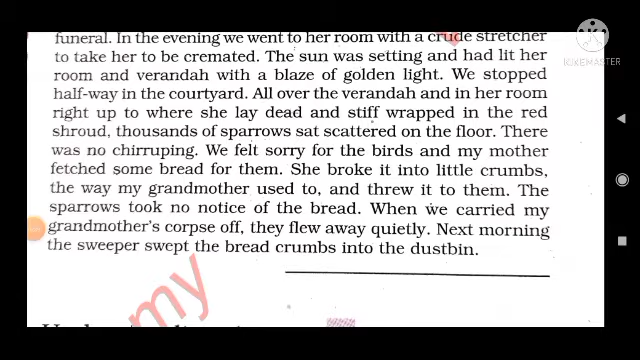 funeral. In the evening we went to her room with a crude stretcher
to take her to be cremated. The sun was setting and had lit her
room and verandah with a blaze of golden light. We stopped
half-way in the courtyard. All over the verandah and in her room
right up to where she lay dead and stiff wrapped in the red
shroud, thousands of sparrows sat scattered on the floor. There
was no chirruping. We felt sorry for the birds and my mother
fetched some bread for them. She broke it into little crumbs,
the way my grandmother used to, and threw it to them. The
sparrows took no notice of the bread. When we carried my
grandmother's corpse off, they flew away quietly. Next morning
the sweeper swept the bread crumbs into the dustbin.
my
KINEMASTER